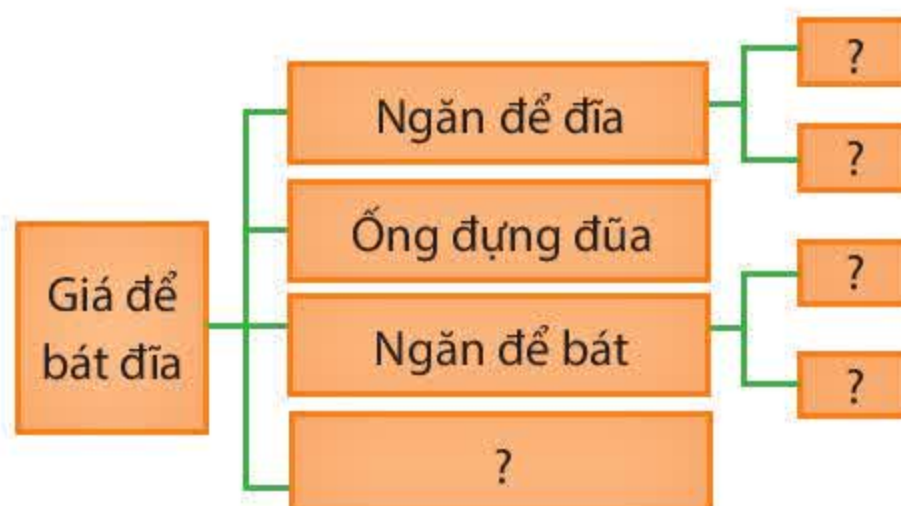 Giá để
bát đĩa
Ngăn để đĩa
?
?
Ống đựng đũa
Ngăn để bát
?
?
?